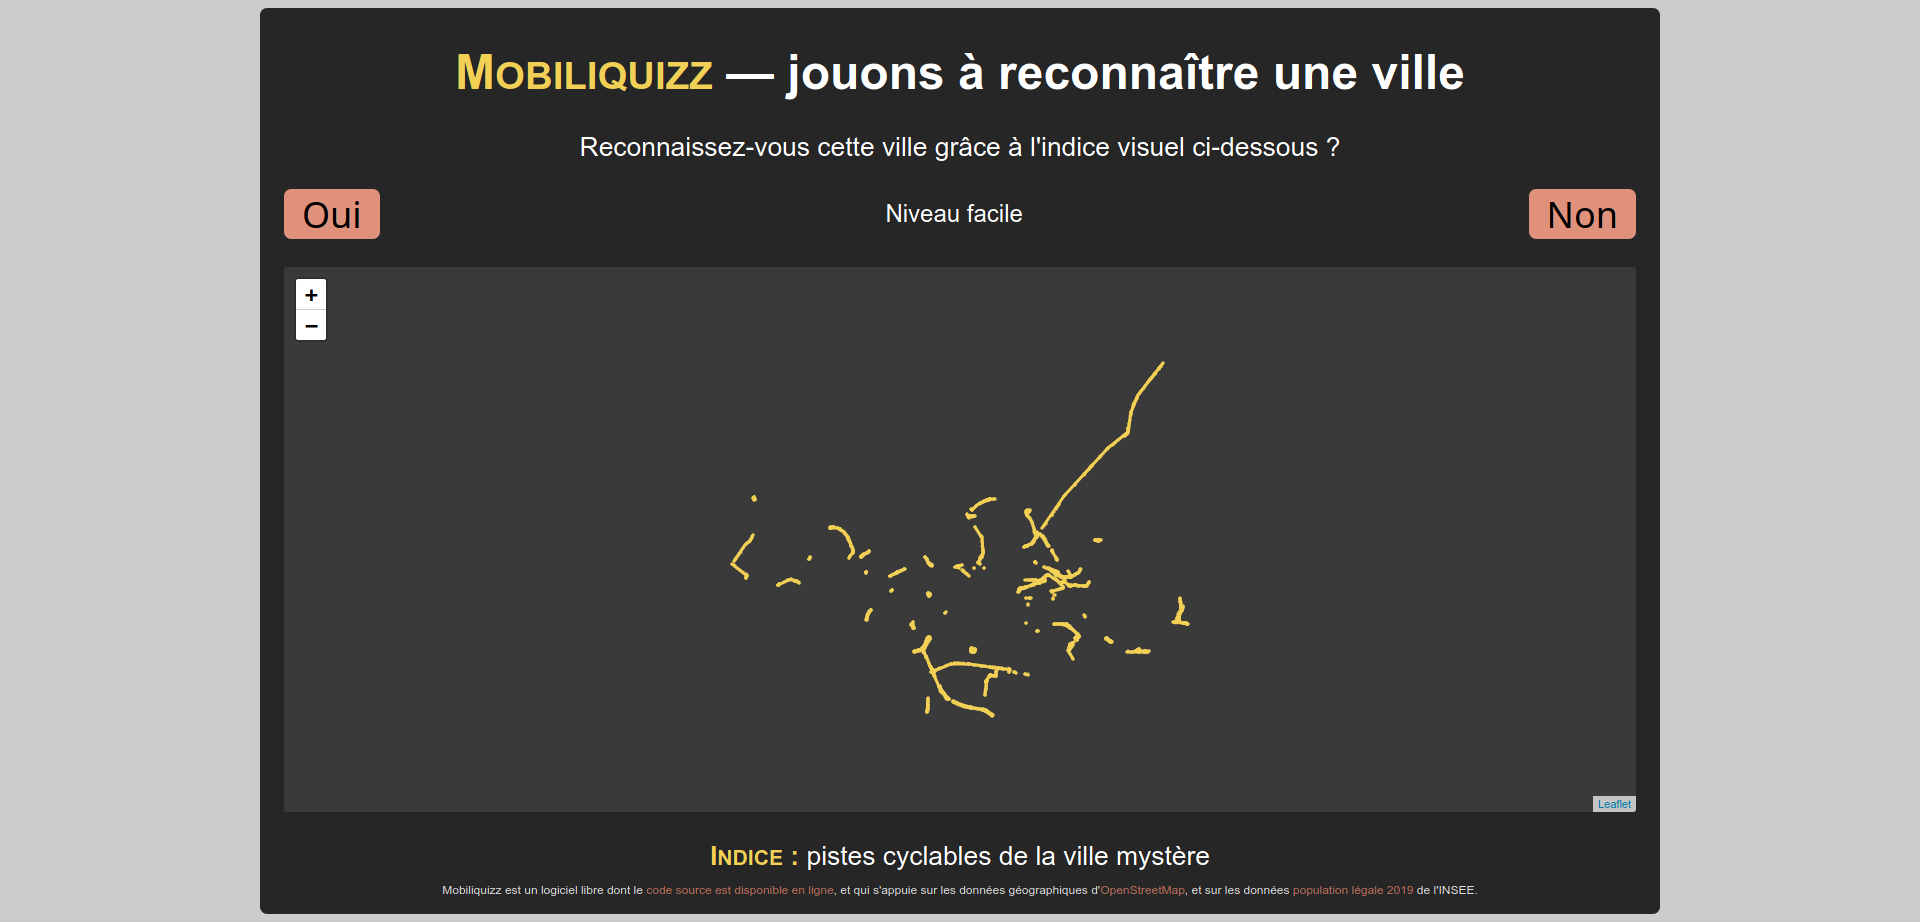 Mobiliquizz — jouons à reconnaître une ville
Reconnaissez-vous cette ville grâce à l'indice visuel ci-dessous ?
Oui
Niveau facile
Non
+
−
Leaflet
Indice : pistes cyclables de la ville mystère
Mobiliquizz est un logiciel libre dont le code source est disponible en ligne, et qui s'appuie sur les données géographiques d'OpenStreetMap, et sur les données population légale 2019 de l'INSEE.